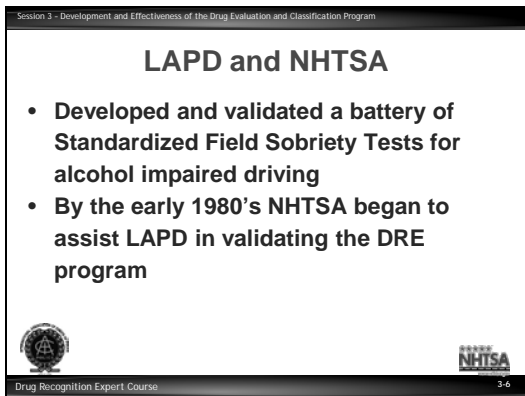 Session 3 - Development and Effectiveness of the Drug Evaluation and Classification Program
LAPD and NHTSA
• Developed and validated a battery of
Standardized Field Sobriety Tests for
alcohol impaired driving
• By the early 1980's NHTSA began to
assist LAPD in validating the DRE
program
NHTSA
Drug Recognition Expert Course
3-6